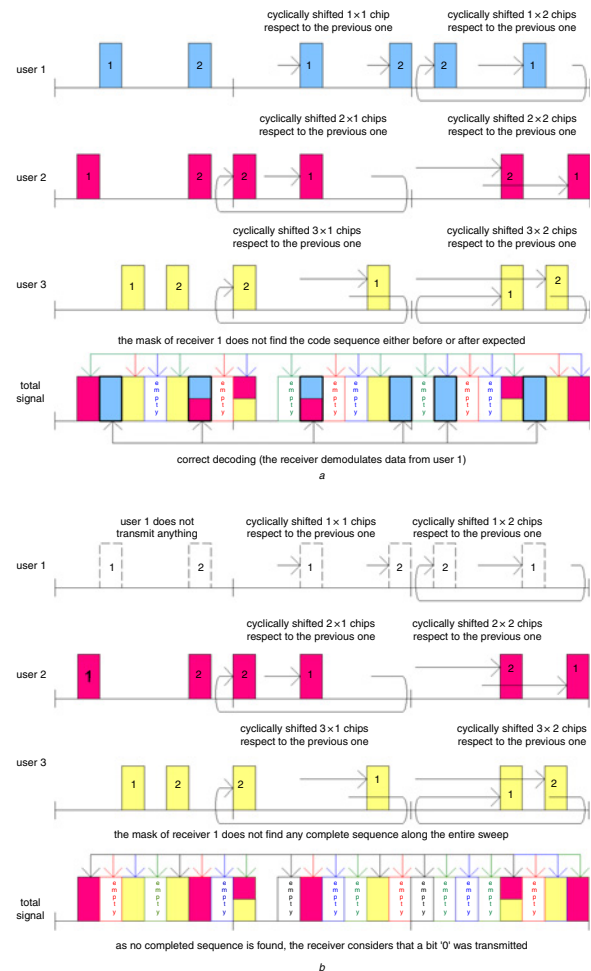 cyclically shifted 1×1 chip
respect to the previous one
cyclically shifted 1×2 chips
respect to the previous one
user 1
1
2
1
2
2
1
cyclically shifted 2×1 chips
respect to the previous one
cyclically shifted 2×2 chips
respect to the previous one
user 2
1
2
2
1
2
1
cyclically shifted 3×1 chips
respect to the previous one
cyclically shifted 3×2 chips
respect to the previous one
user 3
1
2
2
1
1
2
the mask of receiver 1 does not find the code sequence either before or after expected
total
signal
empty
empty
empty
empty
empty
empty
empty
empty
correct decoding (the receiver demodulates data from user 1)
a
user 1 does not
transmit anything
cyclically shifted 1×1 chips
respect to the previous one
cyclically shifted 1×2 chips
respect to the previous one
user 1
1
2
1
2
2
1
cyclically shifted 2×1 chips
respect to the previous one
cyclically shifted 2×2 chips
respect to the previous one
user 2
1
2
2
1
2
1
cyclically shifted 3×1 chips
respect to the previous one
cyclically shifted 3×2 chips
respect to the previous one
user 3
1
2
2
1
1
2
the mask of receiver 1 does not find any complete sequence along the entire sweep
total
signal
empty
empty
empty
empty
empty
empty
empty
empty
empty
empty
empty
empty
as no completed sequence is found, the receiver considers that a bit '0' was transmitted
b